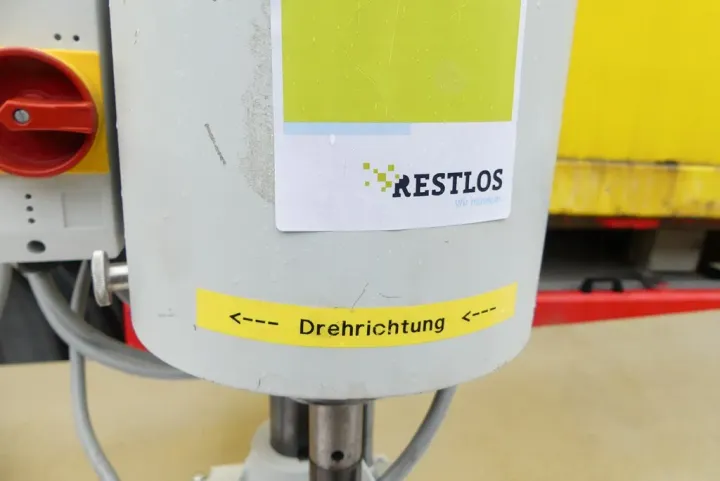 RESTLOS
<--- Drehrichtung <---